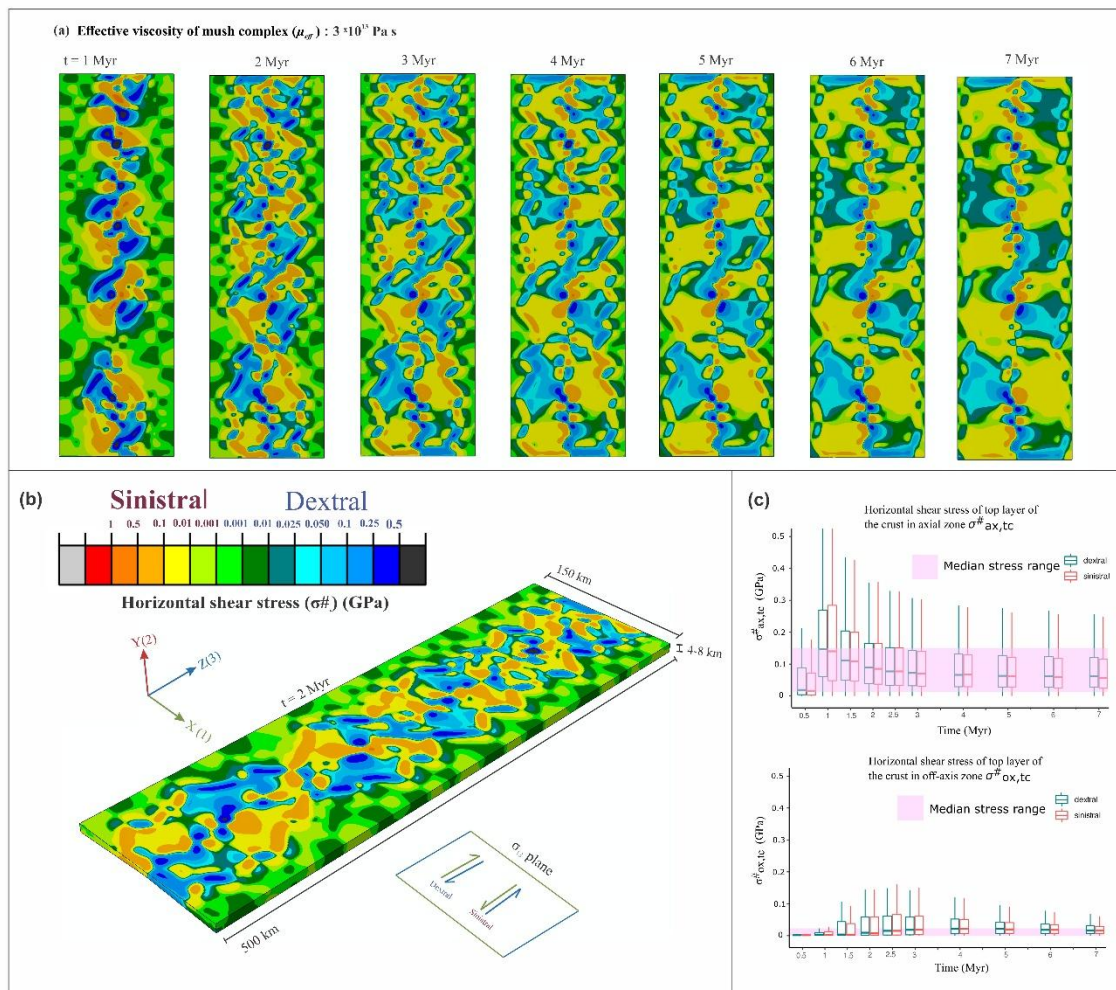 (a) Effective viscosity of mush complex (μeff) : 3 x10¹³ Pa s
t = 1 Myr 2 Myr 3 Myr 4 Myr 5 Myr 6 Myr 7 Myr
(b)
Sinistral Dextral
1 0.5 0.1 0.01 0.001 0.001 0.01 0.025 0.050 0.1 0.25 0.5
Horizontal shear stress (σ#) (GPa)
150 km
4-8 km
Y(2)
Z(3)
X (1)
t = 2 Myr
500 km
plane
Dextral
Sinistral
(c)
Horizontal shear stress of top layer of
the crust in axial zone σ#ax,tc
Median stress range
dextral
sinistral
σ#ax,tc (GPa)
0.5
0.4
0.3
0.2
0.1
0
0.5 1 1.5 2 2.5 3 4 5 6 7
Time (Myr)
Horizontal shear stress of top layer of
the crust in off-axis zone σ#ox,tc
Median stress range
dextral
sinistral
σ#ox,tc (GPa)
0.5
0.4
0.3
0.2
0.1
0
0.5 1 1.5 2 2.5 3 4 5 6 7
Time (Myr)